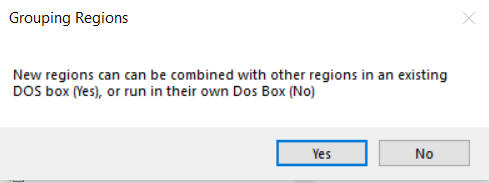 Grouping Regions
New regions can can be combined with other regions in an existing
DOS box (Yes), or run in their own Dos Box (No)
Yes
No